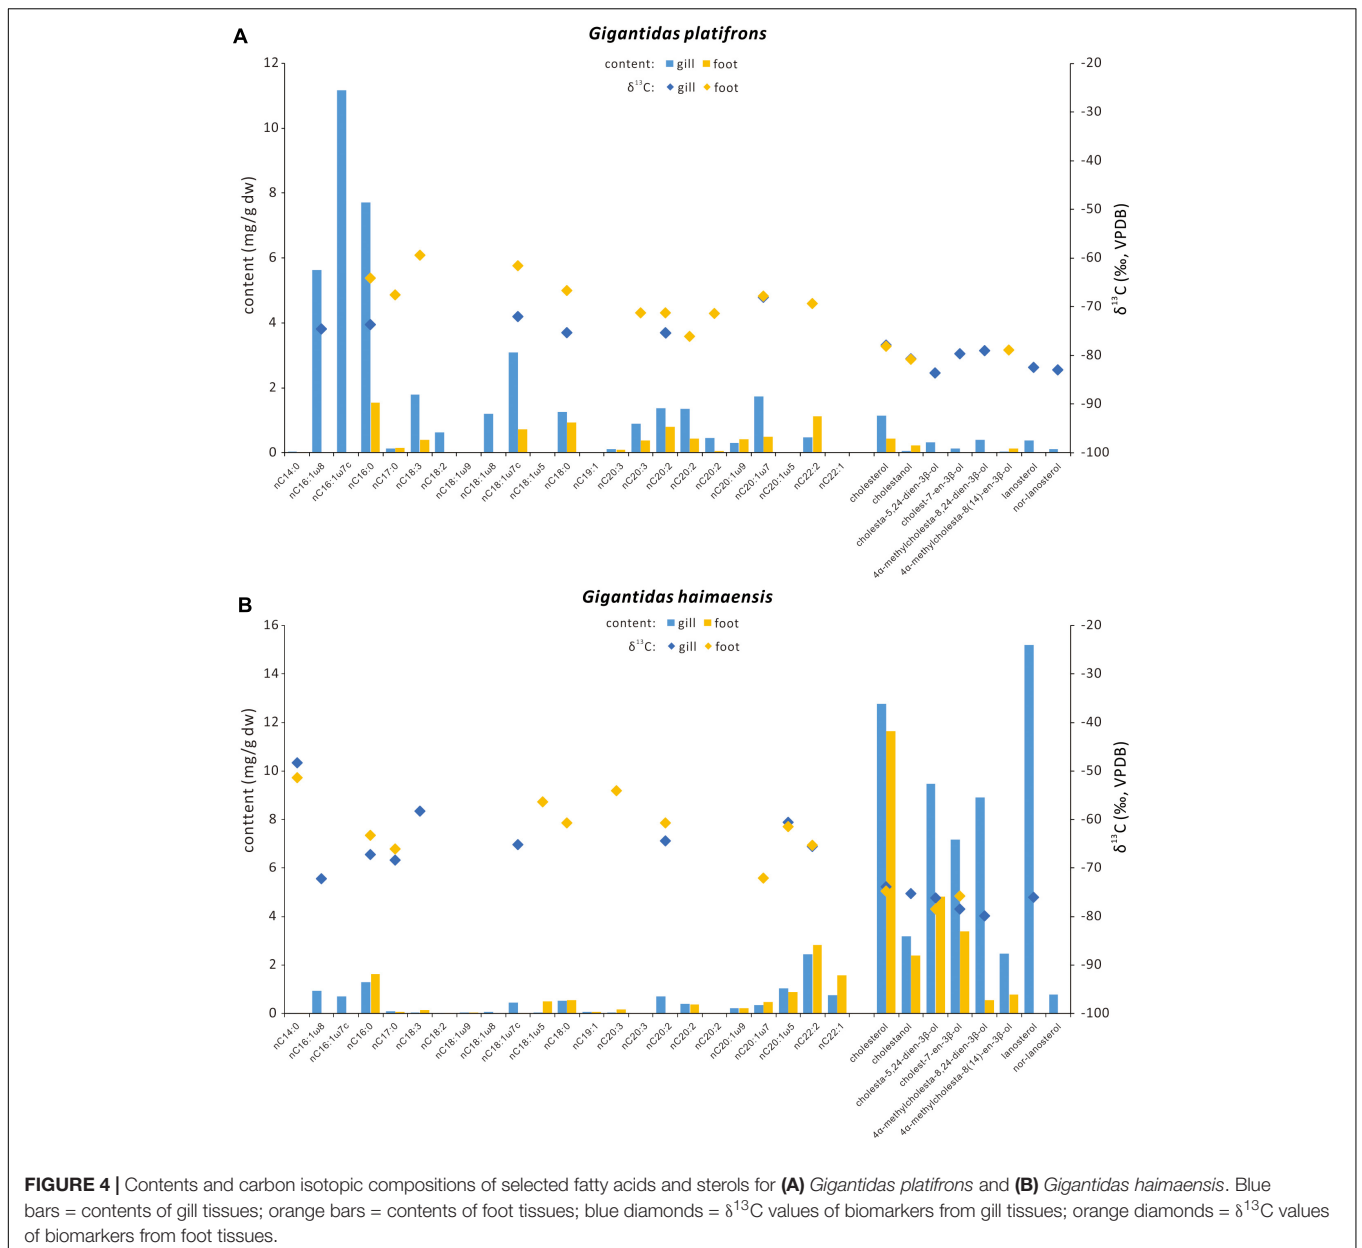 A
Gigantidas platifrons
content: gill foot
δ¹³C: gill foot
12
10
8
6
4
2
0
content (mg/g dw)
-20
-30
-40
-50
-60
-70
-80
-90
-100
δ¹³C (‰, VPDB)
nC14:0
nC16:1ω8
nC16:1ω7c
nC16:0
nC17:0
nC18:3
nC18:2
nC18:1ω9
nC18:1ω8
nC18:1ω7c
nC18:1ω5
nC18:0
nC19:1
nC20:3
nC20:3
nC20:2
nC20:2
nC20:2
nC20:1ω9
nC20:1ω7
nC20:1ω5
nC22:2
nC22:1
cholesterol
cholestanol
cholesta-5,24-dien-3β-ol
cholest-7-en-3β-ol
4α-methylcholesta-8,24-dien-3β-ol
4α-methylcholesta-8(14)-en-3β-ol
lanosterol
nor-lanosterol
B
Gigantidas haimaensis
content: gill foot
δ¹³C: gill foot
16
14
12
10
8
6
4
2
0
conttent (mg/g dw)
-20
-30
-40
-50
-60
-70
-80
-90
-100
δ¹³C (‰, VPDB)
nC14:0
nC16:1ω8
nC16:1ω7c
nC16:0
nC17:0
nC18:3
nC18:2
nC18:1ω9
nC18:1ω8
nC18:1ω7c
nC18:1ω5
nC18:0
nC19:1
nC20:3
nC20:3
nC20:2
nC20:2
nC20:2
nC20:1ω9
nC20:1ω7
nC20:1ω5
nC22:2
nC22:1
cholesterol
cholestanol
cholesta-5,24-dien-3β-ol
cholest-7-en-3β-ol
4α-methylcholesta-8,24-dien-3β-ol
4α-methylcholesta-8(14)-en-3β-ol
lanosterol
nor-lanosterol
FIGURE 4 | Contents and carbon isotopic compositions of selected fatty acids and sterols for (A) Gigantidas platifrons and (B) Gigantidas haimaensis. Blue
bars = contents of gill tissues; orange bars = contents of foot tissues; blue diamonds = δ¹³C values of biomarkers from gill tissues; orange diamonds = δ¹³C values
of biomarkers from foot tissues.